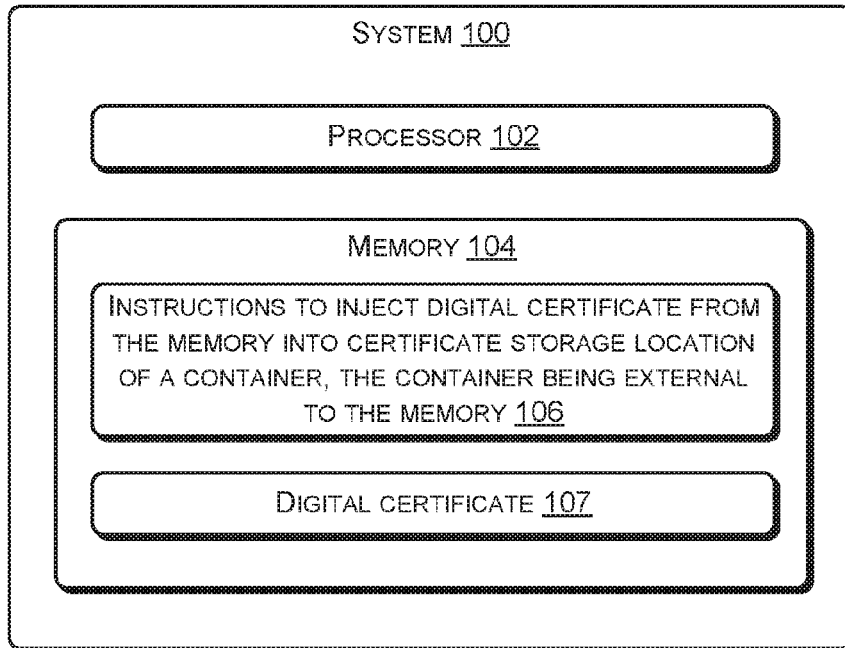 SYSTEM 100
PROCESSOR 102
MEMORY 104
INSTRUCTIONS TO INJECT DIGITAL CERTIFICATE FROM
THE MEMORY INTO CERTIFICATE STORAGE LOCATION
OF A CONTAINER, THE CONTAINER BEING EXTERNAL
TO THE MEMORY 106
DIGITAL CERTIFICATE 107